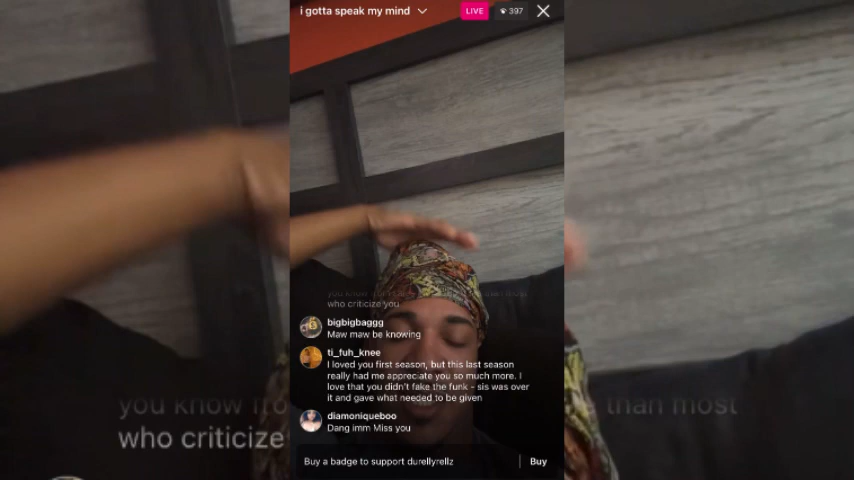 i gotta speak my mind
LIVE
397
you know
most
who criticize you
bigbigbaggg
Maw maw be knowing
ti_fuh_knee
I loved you first season, but this last season
really had me appreciate you so much more. I
love that you didn't fake the funk - sis was over
it and gave what needed to be given
diamoniqueboo
Dang imm Miss you
Buy a badge to support durellyrellz
Buy
you know
than most
who criticize